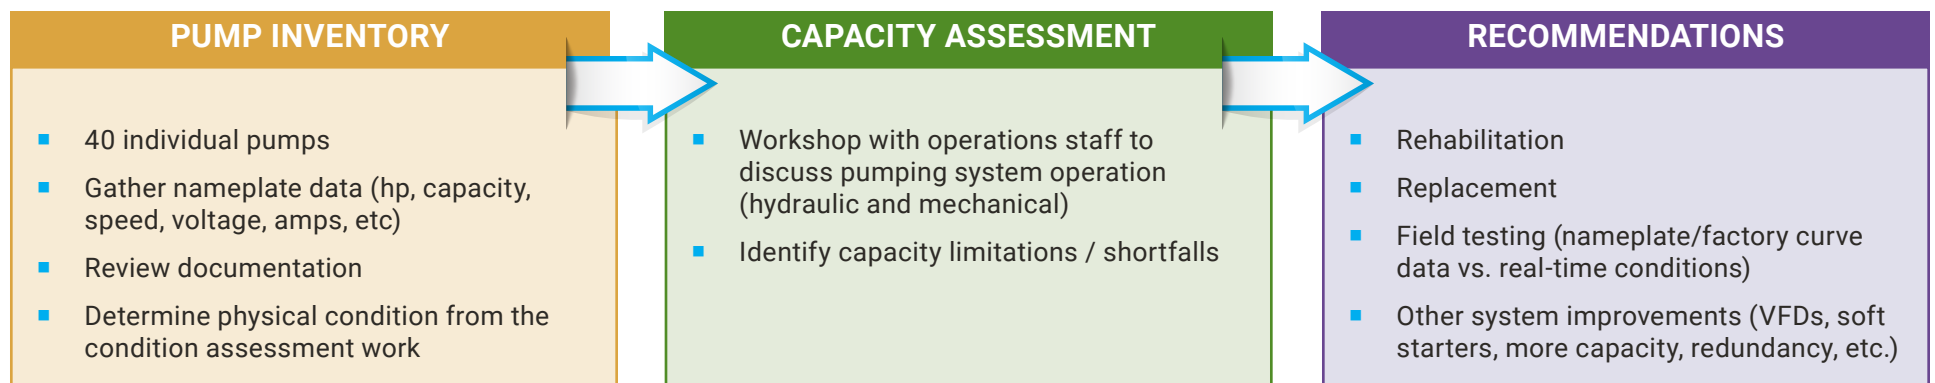 PUMP INVENTORY
40 individual pumps
Gather nameplate data (hp, capacity,
speed, voltage, amps, etc)
Review documentation
Determine physical condition from the
condition assessment work
CAPACITY ASSESSMENT
Workshop with operations staff to
discuss pumping system operation
(hydraulic and mechanical)
Identify capacity limitations / shortfalls
RECOMMENDATIONS
Rehabilitation
Replacement
Field testing (nameplate/factory curve
data vs. real-time conditions)
Other system improvements (VFDs, soft
starters, more capacity, redundancy, etc.)